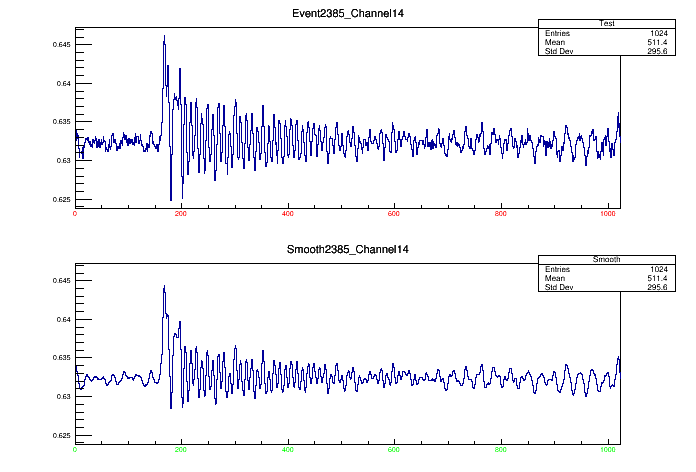 Event2385_Channel14
Test
Entries 1024
Mean 511.4
Std Dev 295.6
0.645
0.64
0.635
0.63
0.625
0 200 400 600 800 1000
Smooth2385_Channel14
Smooth
Entries 1024
Mean 511.4
Std Dev 295.6
0.645
0.64
0.635
0.63
0.625
0 200 400 600 800 1000